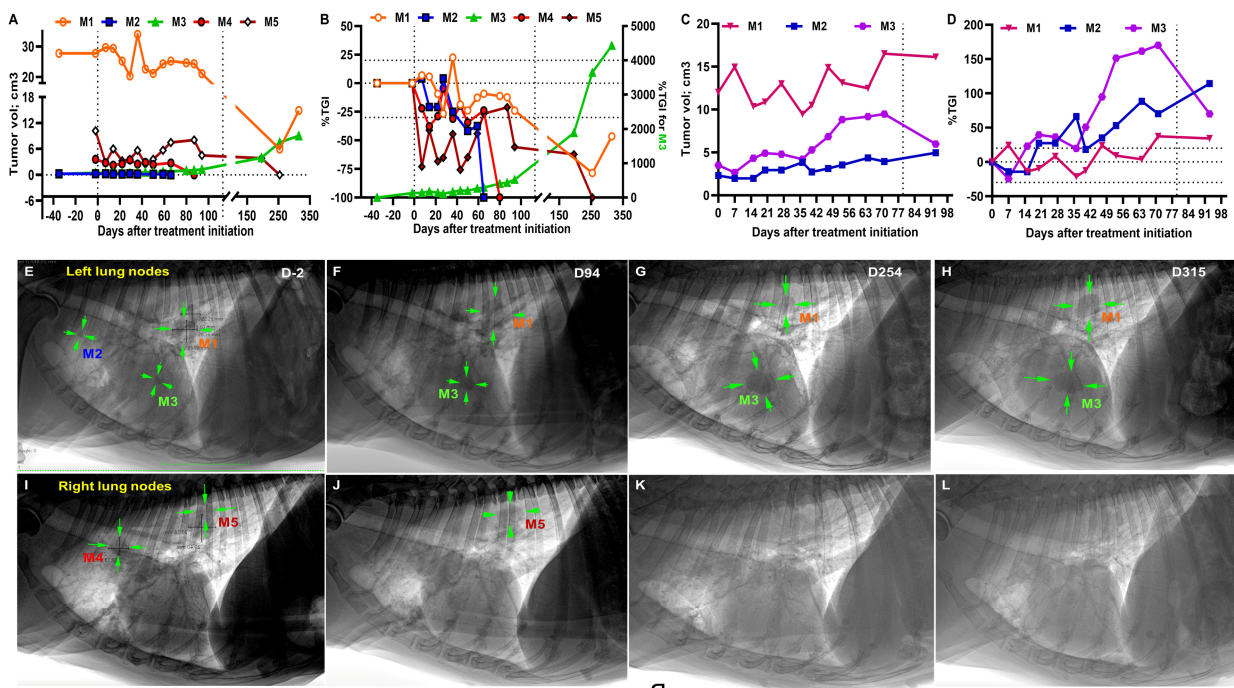 A
M1 M2 M3 M4 M5
Tumor vol; cm3
30
20
18
12
6
0
-6
-40 -20 0 20 40 60 80 100 150 200 250 300 350
Days after treatment initiation
B
M1 M2 M3 M4 M5
%TGI
50
25
0
-25
-50
-75
-100
5000
4000
3000
2000
1000
0
%TGI for M3
-40 -20 0 20 40 60 80 100 150 200 250 300 350
Days after treatment initiation
C
M1 M2 M3
Tumor vol; cm3
20
15
10
5
0
0 7 14 21 28 35 42 49 56 63 70 77 84 91 98
Days after treatment initiation
D
M1 M2 M3
%TGI
200
150
100
50
0
-50
0 7 14 21 28 35 42 49 56 63 70 77 84 91 98
Days after treatment initiation
E Left lung nodes D-2
M2 M1
M3
F D94
M1
M3
G D254
M1
M3
H D315
M1
M3
I Right lung nodes
M5
M4
J
M5
K
L